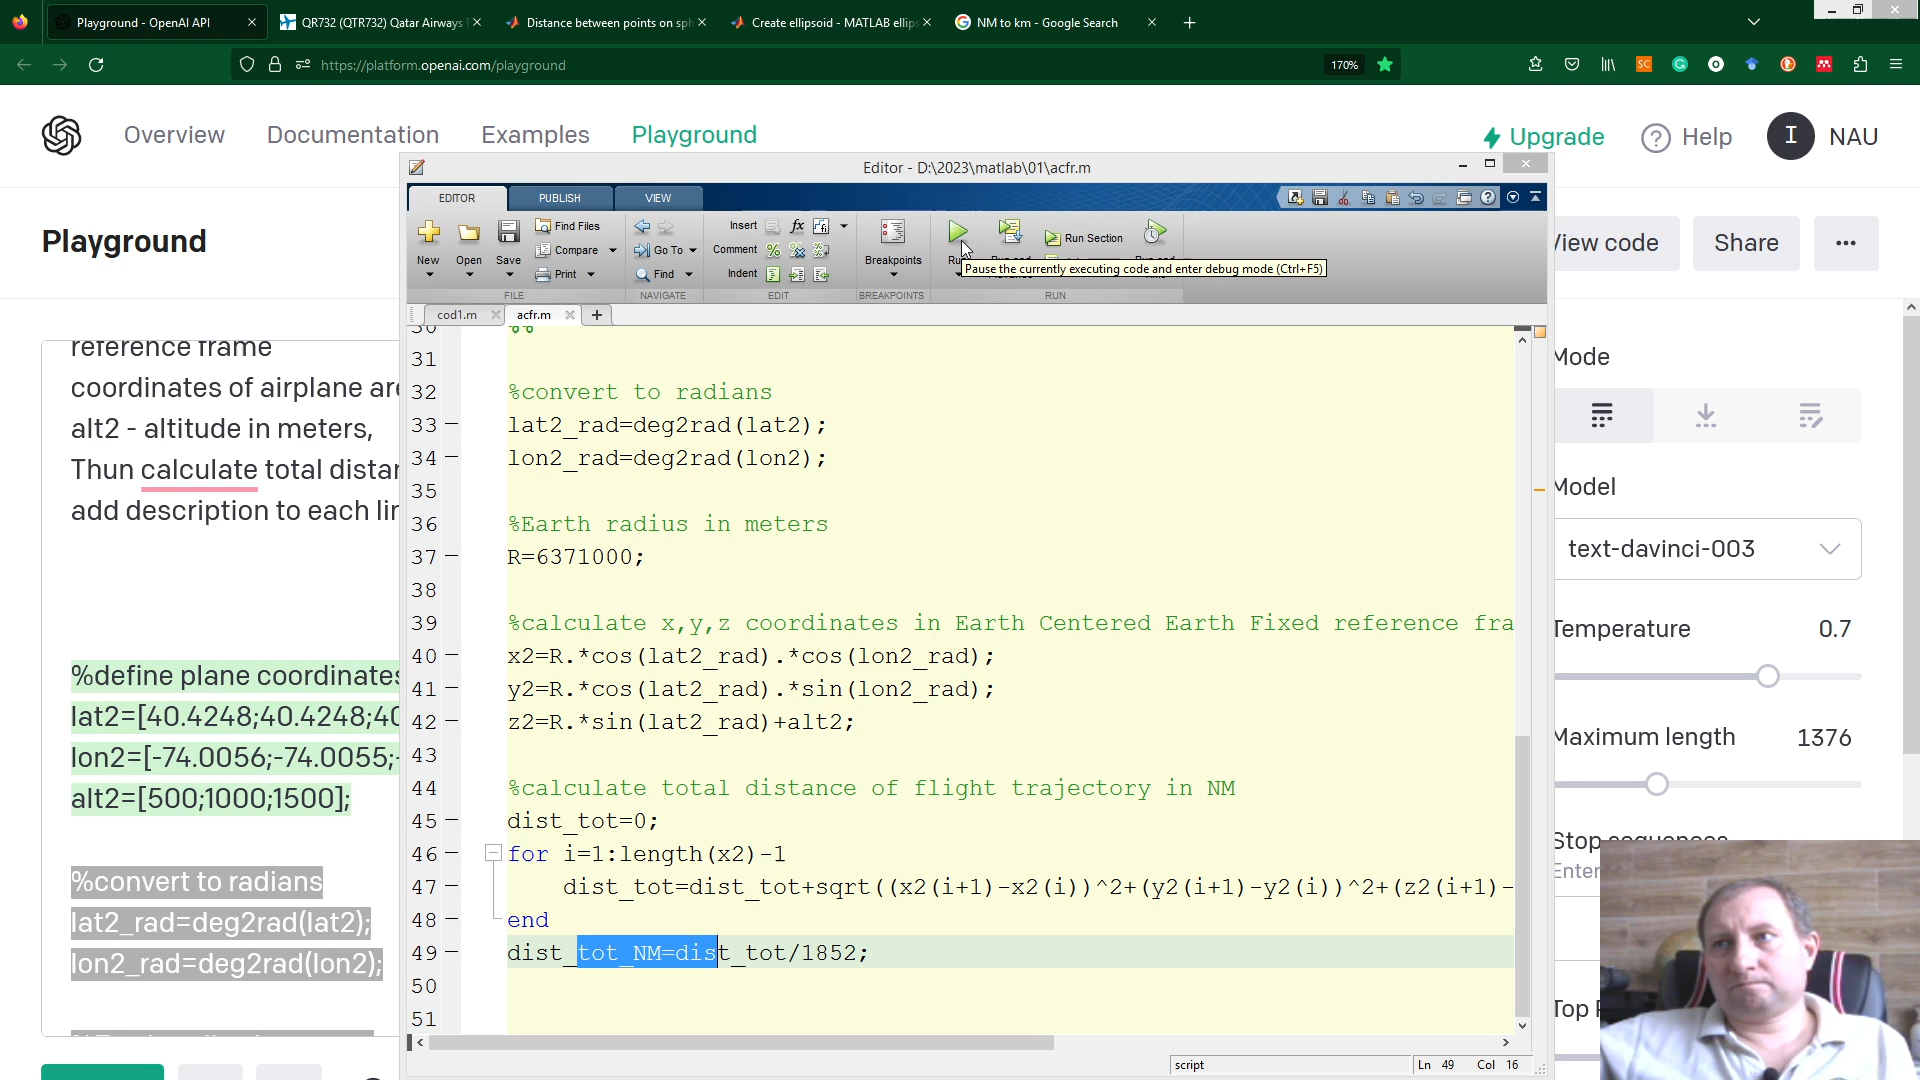 Playground - OpenAI API
QR732 (QTR732) Qatar Airways
Distance between points on sph
Create ellipsoid - MATLAB ellips
NM to km - Google Search
https://platform.openai.com/playground
170%
Overview
Documentation
Examples
Playground
Upgrade
Help
I
NAU
Playground
View code
Share
Editor - D:\2023\matlab\01\acfr.m
EDITOR
PUBLISH
VIEW
New
Open
Save
Find Files
Compare
Print
Go To
Find
Insert
Comment
Indent
fx
Breakpoints
Run Section
Pause the currently executing code and enter debug mode (Ctrl+F5)
FILE
NAVIGATE
EDIT
BREAKPOINTS
RUN
cod1.m
acfr.m
30 %%
31
32 %convert to radians
33 lat2_rad=deg2rad(lat2);
34 lon2_rad=deg2rad(lon2);
35
36 %Earth radius in meters
37 R=6371000;
38
39 %calculate x,y,z coordinates in Earth Centered Earth Fixed reference fra
40 x2=R.*cos(lat2_rad).*cos(lon2_rad);
41 y2=R.*cos(lat2_rad).*sin(lon2_rad);
42 z2=R.*sin(lat2_rad)+alt2;
43
44 %calculate total distance of flight trajectory in NM
45 dist_tot=0;
46 for i=1:length(x2)-1
47 dist_tot=dist_tot+sqrt((x2(i+1)-x2(i))^2+(y2(i+1)-y2(i))^2+(z2(i+1)-
48 end
49 dist_tot_NM=dist_tot/1852;
50
51
script
Ln 49 Col 16
reference frame
coordinates of airplane are
alt2 - altitude in meters,
Thun calculate total distan
add description to each lin
%define plane coordinates
lat2=[40.4248;40.4248;40
lon2=[-74.0056;-74.0055;-
alt2=[500;1000;1500];
%convert to radians
lat2_rad=deg2rad(lat2);
lon2_rad=deg2rad(lon2);
Mode
Model
text-davinci-003
Temperature 0.7
Maximum length 1376
Stop sequences
Enter
Top P